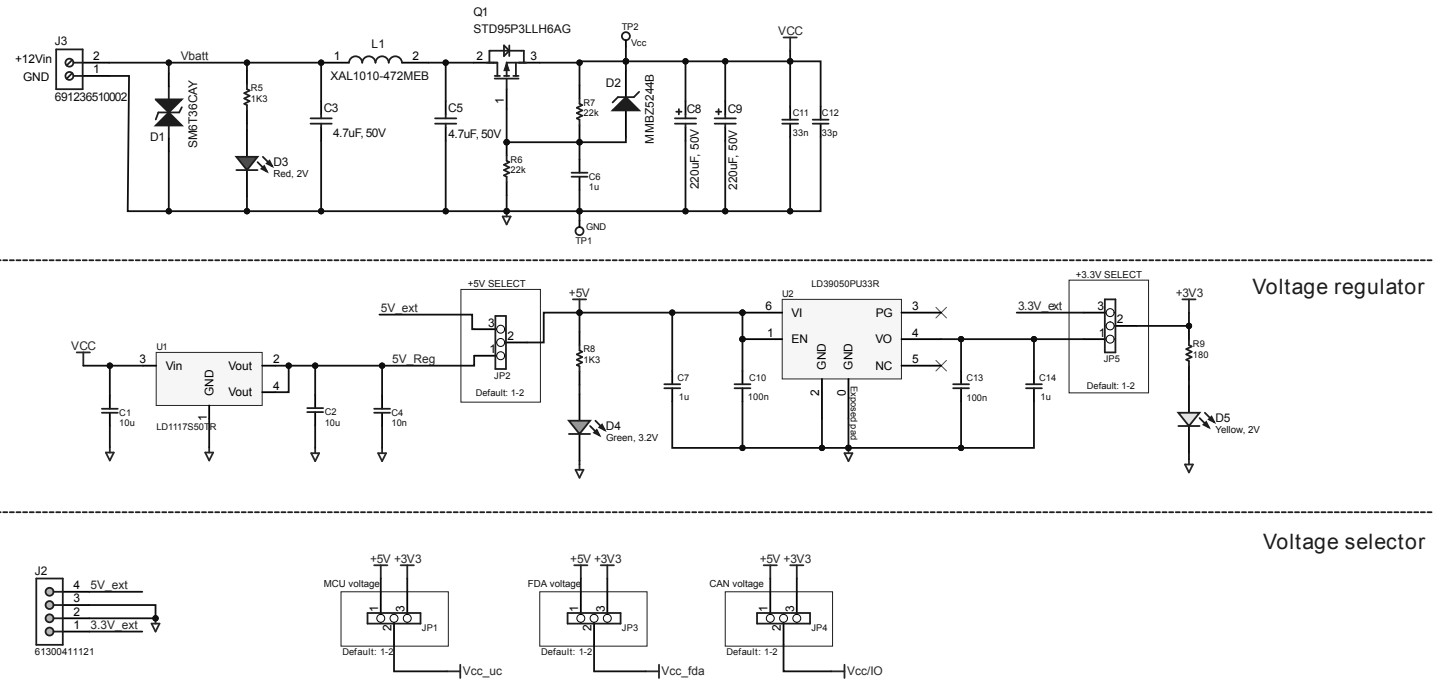 Q1
STD95P3LLH6AG
TP2
Vcc
VCC
J3
+12Vin
GND
2
1
691236510002
Vbatt
L1
1
2
XAL1010-472MEB
2
3
1
D1
SM6T36CAY
R5
1K3
D3
Red, 2V
C3
4.7uF, 50V
C5
4.7uF, 50V
R7
22k
R6
22k
C6
1u
D2
MMBZ5244B
+
C8
220uF, 50V
+
C9
220uF, 50V
C11
33n
C12
33p
GND
TP1
Voltage regulator
VCC
3
U1
Vin
Vout
Vout
GND
2
4
1
LD1117S50TR
C1
10u
C2
10u
C4
10n
5V_ext
5V_Reg
+5V SELECT
3
2
1
JP2
Default: 1-2
+5V
R8
1K3
D4
Green, 3.2V
C7
1u
C10
100n
U2
LD39050PU33R
6
VI
1
EN
PG
3
VO
4
NC
5
GND
GND
2
0
Exposed pad
C13
100n
C14
1u
3.3V_ext
+3.3V SELECT
3
2
1
JP5
Default: 1-2
+3V3
R9
180
D5
Yellow, 2V
Voltage selector
J2
4
5V_ext
3
2
1
3.3V_ext
61300411121
+5V +3V3
MCU voltage
1
3
2
JP1
Default: 1-2
Vcc_uc
+5V +3V3
FDA voltage
1
3
2
JP3
Default: 1-2
Vcc_fda
+5V +3V3
CAN voltage
1
3
2
JP4
Default: 1-2
Vcc/IO